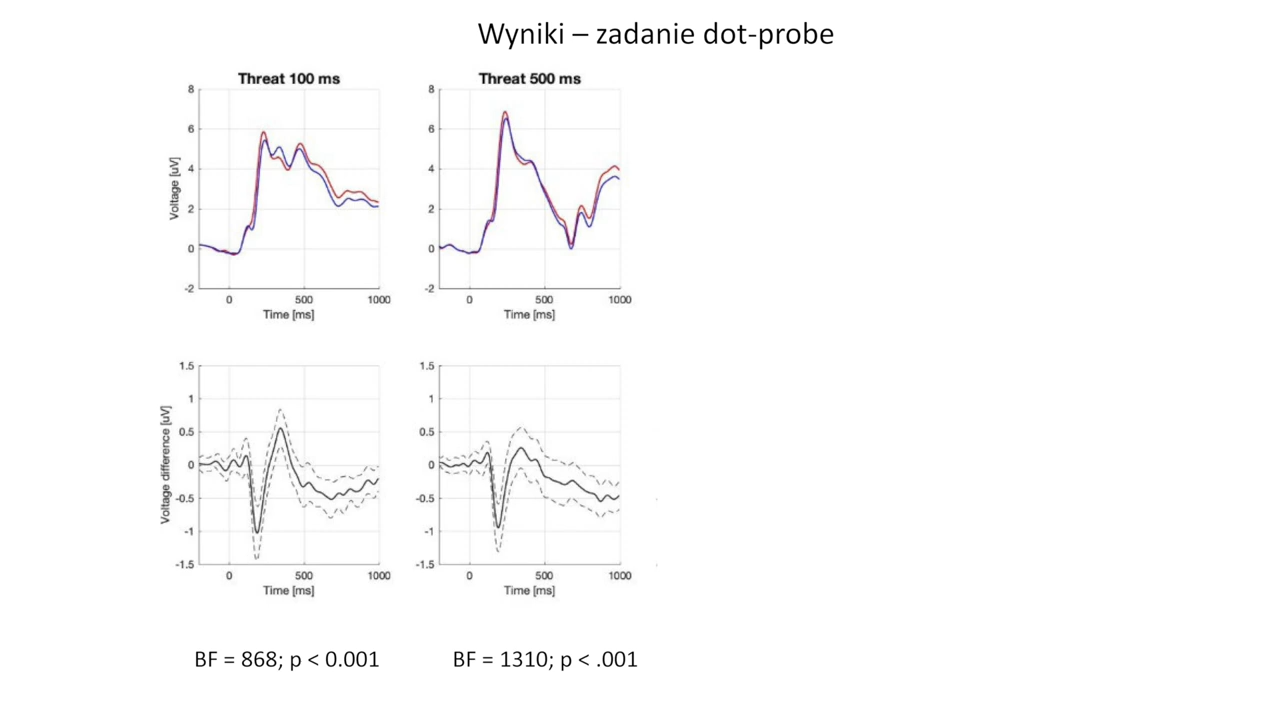 Wyniki – zadanie dot-probe
Threat 100 ms
8
6
4
2
0
-2
Voltage [uV]
0 500 1000
Time [ms]
Threat 500 ms
8
6
4
2
0
-2
0 500 1000
Time [ms]
1.5
1
0.5
0
-0.5
-1
-1.5
Voltage difference [uV]
0 500 1000
Time [ms]
1.5
1
0.5
0
-0.5
-1
-1.5
0 500 1000
Time [ms]
BF = 868; p < 0.001
BF = 1310; p < .001